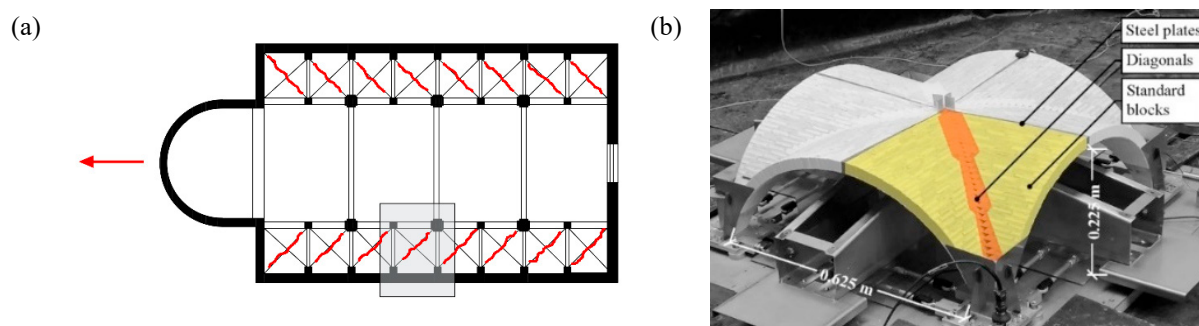 (a)
(b)
Steel plates
Diagonals
Standard
blocks
0.225 m
0.625 m